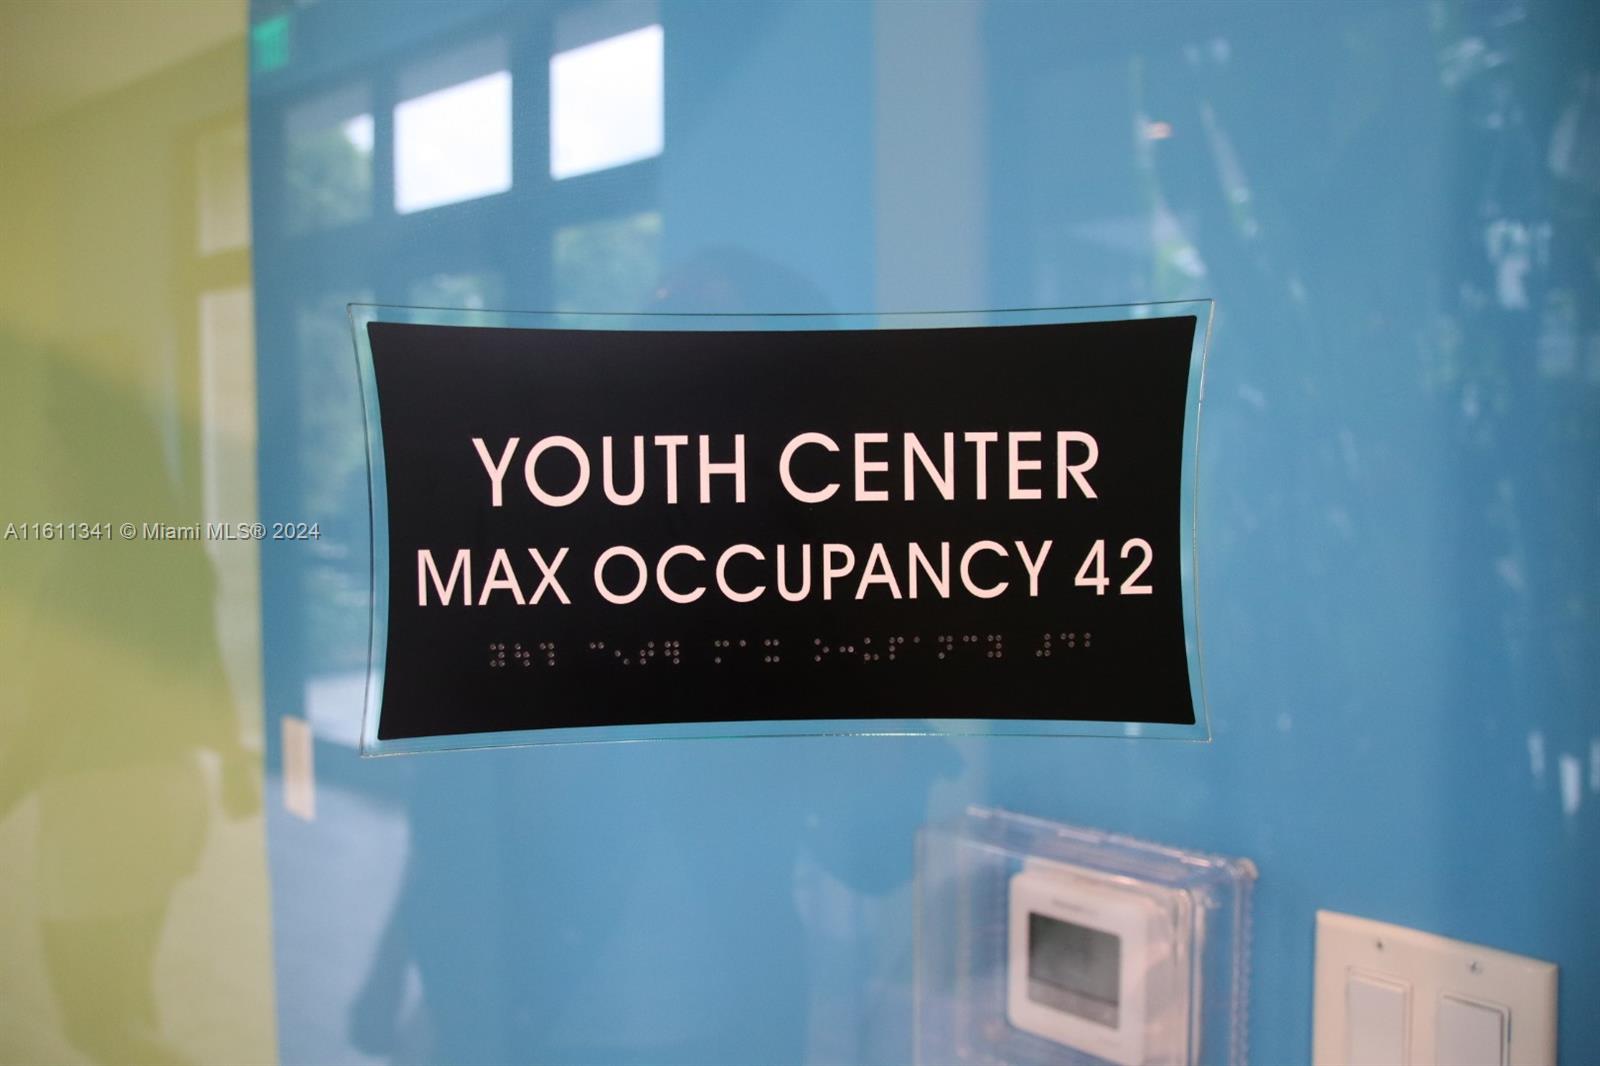 YOUTH CENTER
MAX OCCUPANCY 42
A11611341 © Miami MLS® 2024